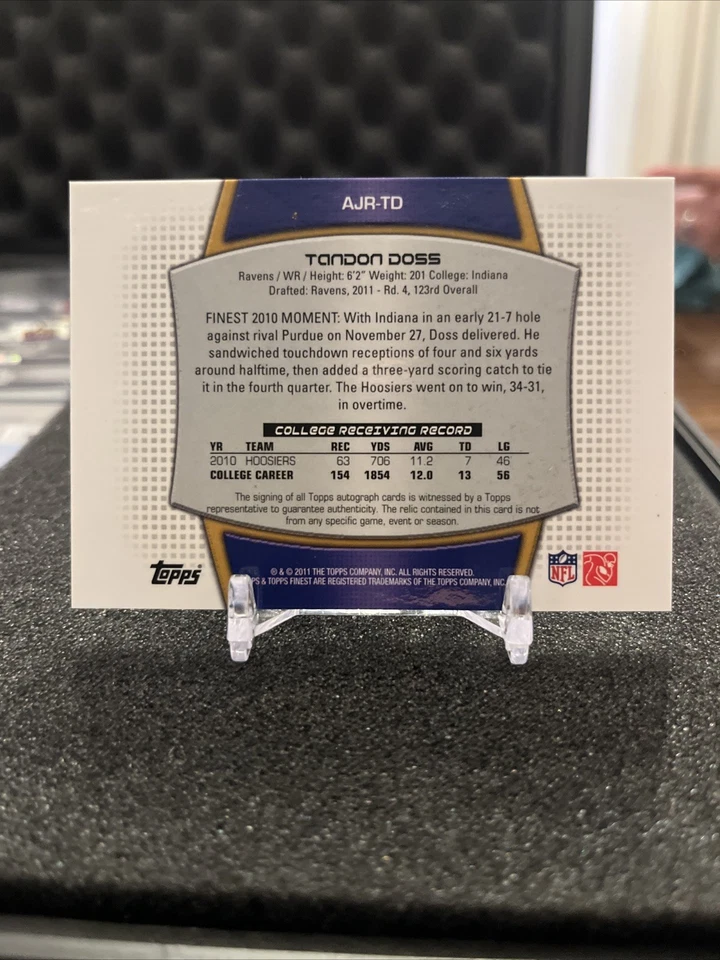 AJR-TD
TANDON DOSS
Ravens / WR / Height: 6'2" Weight: 201 College: Indiana
Drafted: Ravens, 2011 - Rd. 4, 123rd Overall
FINEST 2010 MOMENT: With Indiana in an early 21-7 hole
against rival Purdue on November 27, Doss delivered. He
sandwiched touchdown receptions of four and six yards
around halftime, then added a three-yard scoring catch to tie
it in the fourth quarter. The Hoosiers went on to win, 34-31,
in overtime.
COLLEGE RECEIVING RECORD
YR TEAM REC YDS AVG TD LG
2010 HOOSIERS 63 706 11.2 7 46
COLLEGE CAREER 154 1854 12.0 13 56
The signing of all Topps autograph cards is witnessed by a Topps
representative to guarantee authenticity. The relic contained in this card is not
from any specific game, event or season.
Topps
NFL
® & © 2011 THE TOPPS COMPANY, INC. ALL RIGHTS RESERVED.
& TOPPS FINEST ARE REGISTERED TRADEMARKS OF THE TOPPS COMPANY, INC.